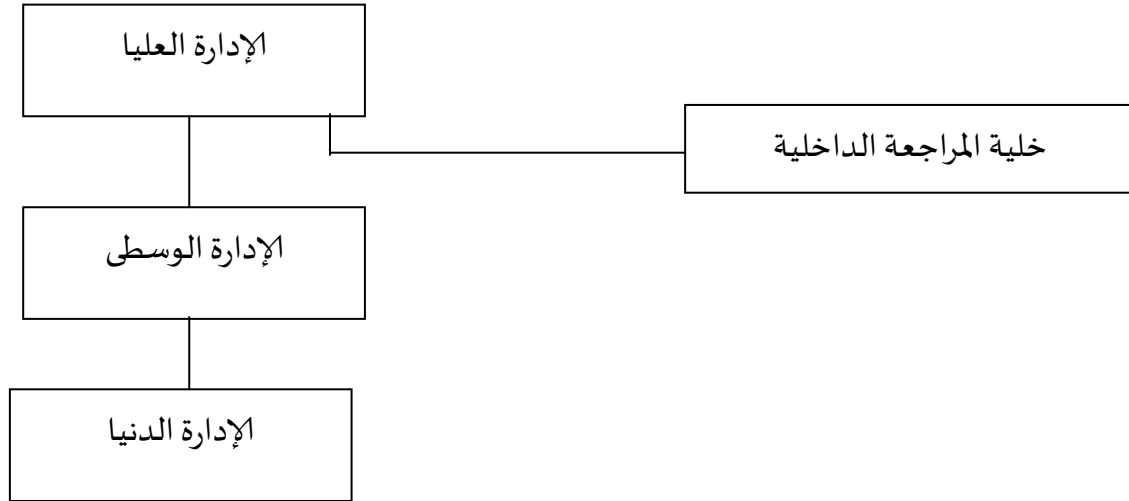 الإدارة العليا
خلية المراجعة الداخلية
الإدارة الوسطى
الإدارة الدنيا